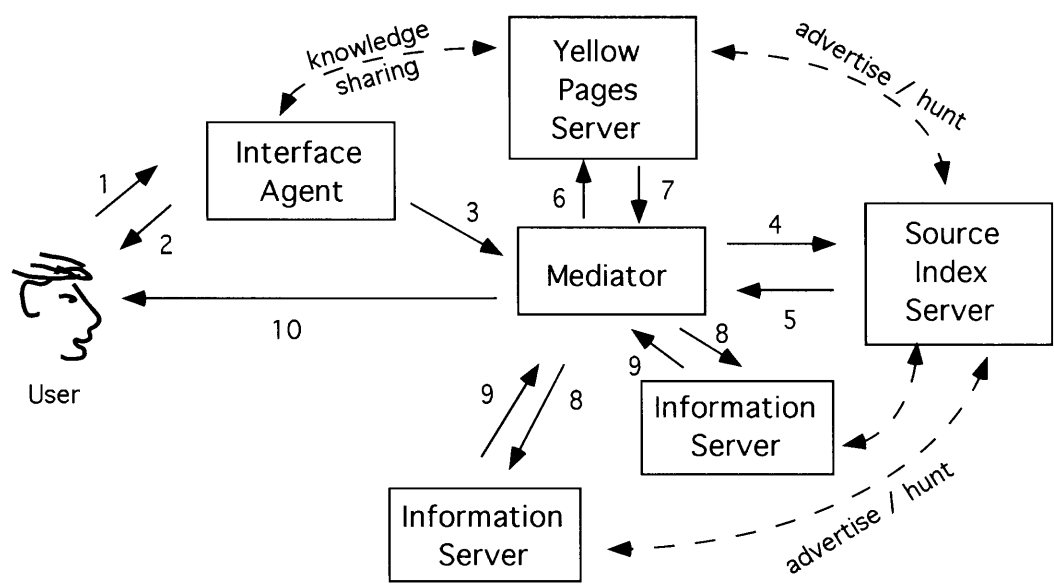 knowledge
sharing
Yellow
Pages
Server
advertise / hunt
Interface
Agent
1
2
3
6
7
4
Mediator
Source
Index
Server
5
10
User
8
9
9
8
Information
Server
Information
Server
advertise / hunt